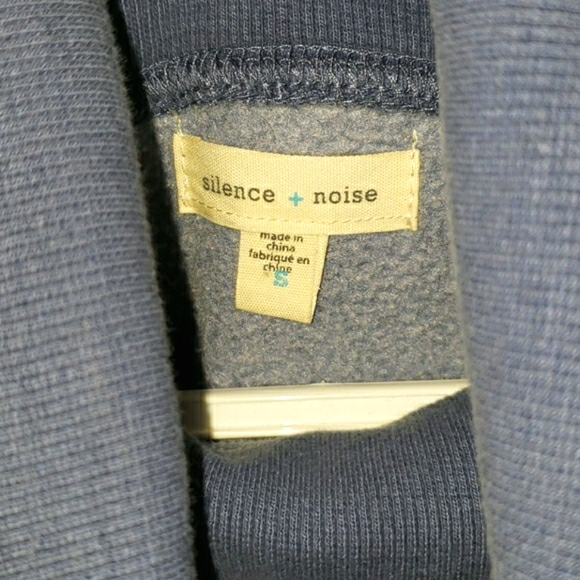 silence + noise
made in
china
fabriqué en
chine
S